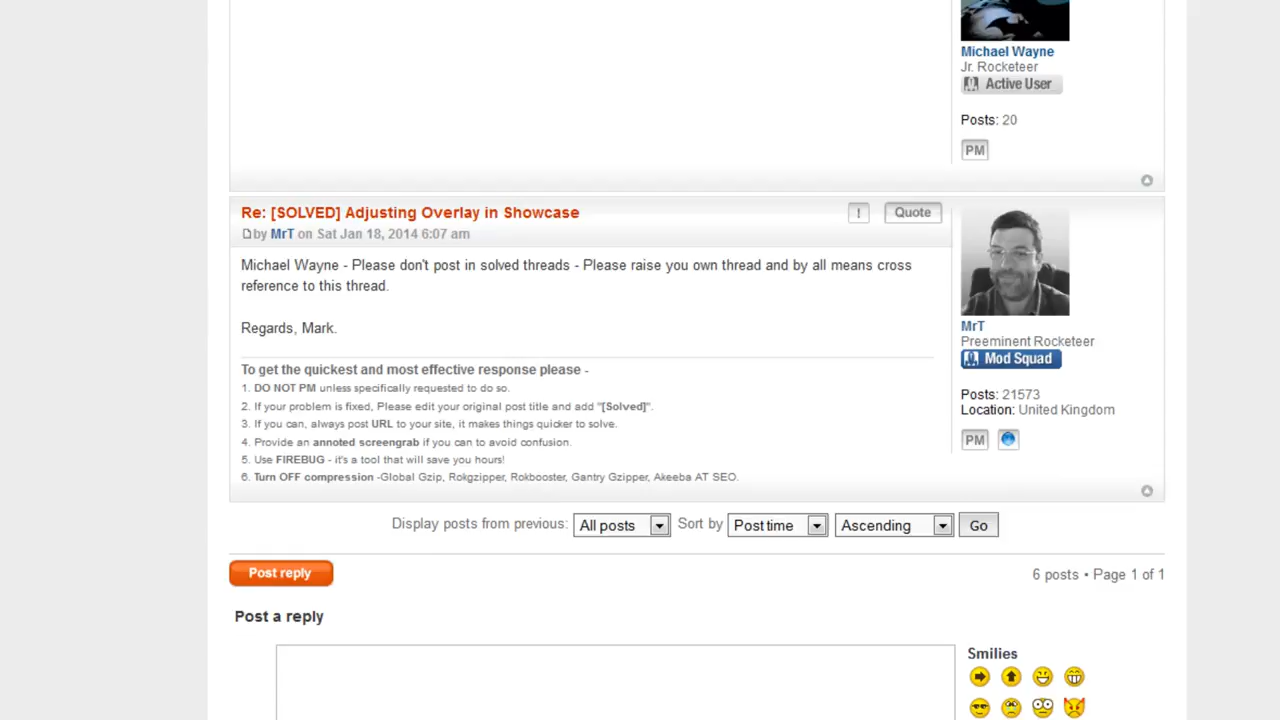 Michael Wayne
Jr. Rocketeer
Active User
Posts: 20
PM
Re: [SOLVED] Adjusting Overlay in Showcase
! Quote
by MrT on Sat Jan 18, 2014 6:07 am
Michael Wayne - Please don't post in solved threads - Please raise you own thread and by all means cross
reference to this thread.
Regards, Mark.
MrT
Preeminent Rocketeer
Mod Squad
Posts: 21573
Location: United Kingdom
PM
To get the quickest and most effective response please -
1. DO NOT PM unless specifically requested to do so.
2. If your problem is fixed, Please edit your original post title and add "[Solved]".
3. If you can, always post URL to your site, it makes things quicker to solve.
4. Provide an annoted screengrab if you can to avoid confusion.
5. Use FIREBUG - it's a tool that will save you hours!
6. Turn OFF compression -Global Gzip, Rokgzipper, Rokbooster, Gantry Gzipper, Akeeba AT SEO.
Display posts from previous: All posts Sort by Post time Ascending Go
Post reply
6 posts • Page 1 of 1
Post a reply
Smilies